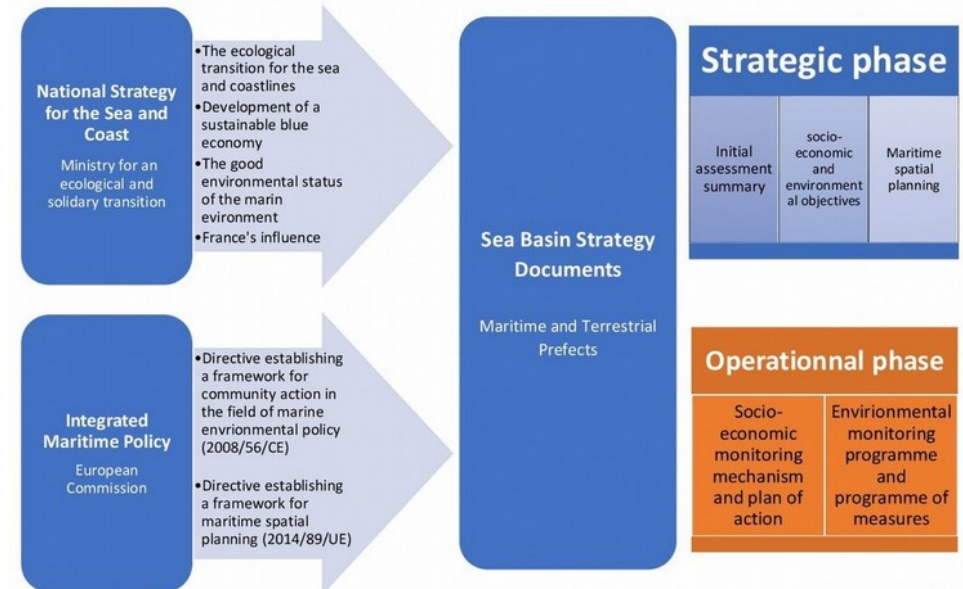 National Strategy
for the Sea and
Coast
Ministry for an
ecological and
solidary transition
•The ecological
transition for the sea
and coastlines
•Development of a
sustainable blue
economy
•The good
environmental status
of the marin
evironment
•France's influence
Integrated
Maritime Policy
European
Commission
•Directive establishing
a framework for
community action in
the field of marine
envrionmental policy
(2008/56/CE)
•Directive establishing
a framework for
maritime spatial
planning (2014/89/UE)
Sea Basin Strategy
Documents
Maritime and Terrestrial
Prefects
Strategic phase
Initial
assessment
summary
socio-
economic
and
environment
al objectives
Maritime
spatial
planning
Operationnal phase
Socio-
economic
monitoring
mechanism
and plan of
action
Envirionmental
monitoring
programme
and
programme of
measures